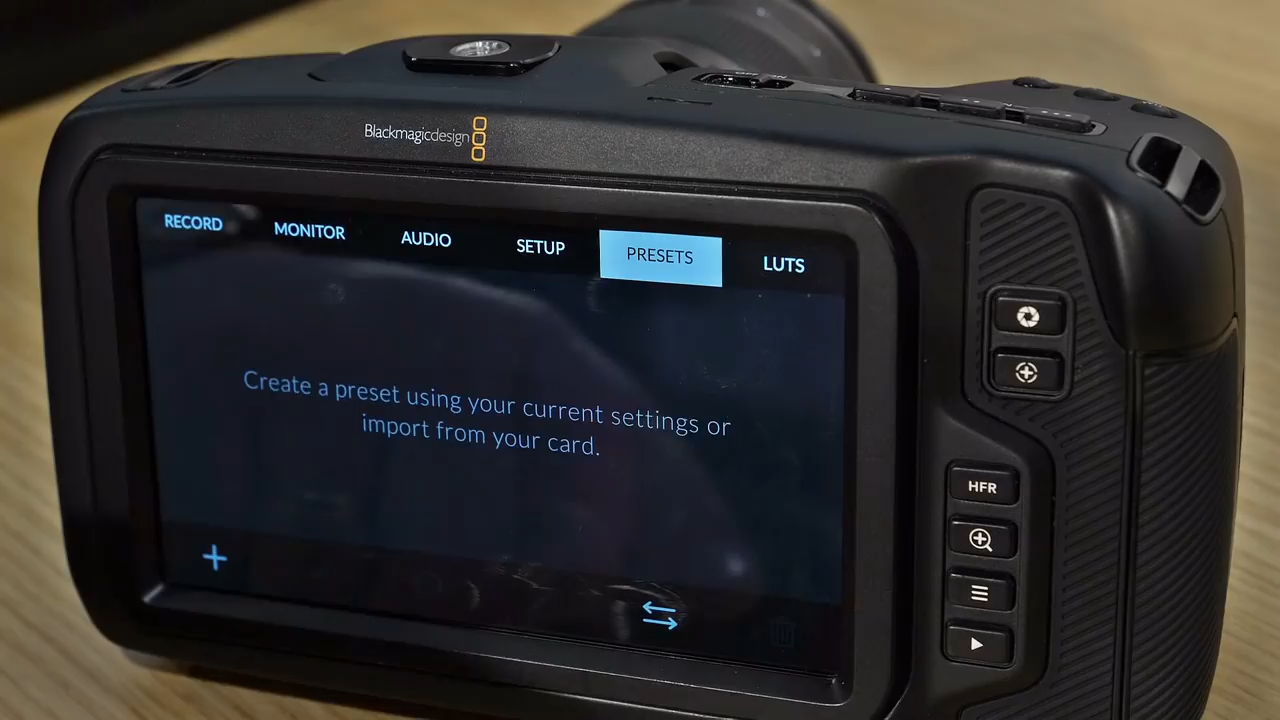 Blackmagicdesign
RECORD MONITOR AUDIO SETUP PRESETS LUTS
Create a preset using your current settings or
import from your card.
HFR